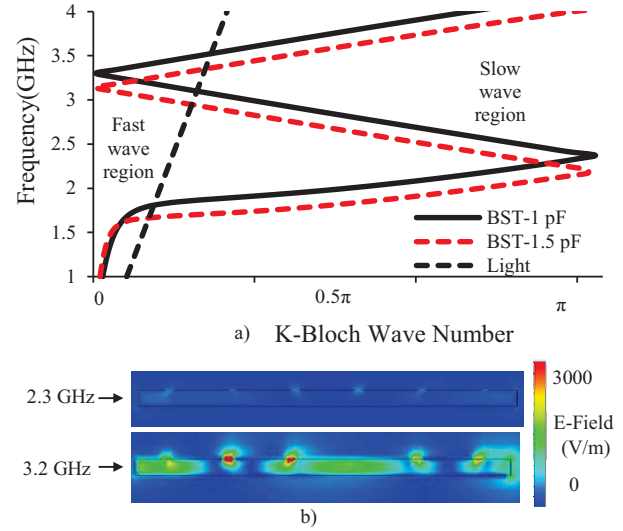 4
3.5
3
2.5
2
1.5
1
Frequency(GHz)
Fast
wave
region
Slow
wave
region
BST-1 pF
BST-1.5 pF
Light
0
0.5π
π
a) K-Bloch Wave Number
2.3 GHz
3.2 GHz
3000
E-Field
(V/m)
0
b)